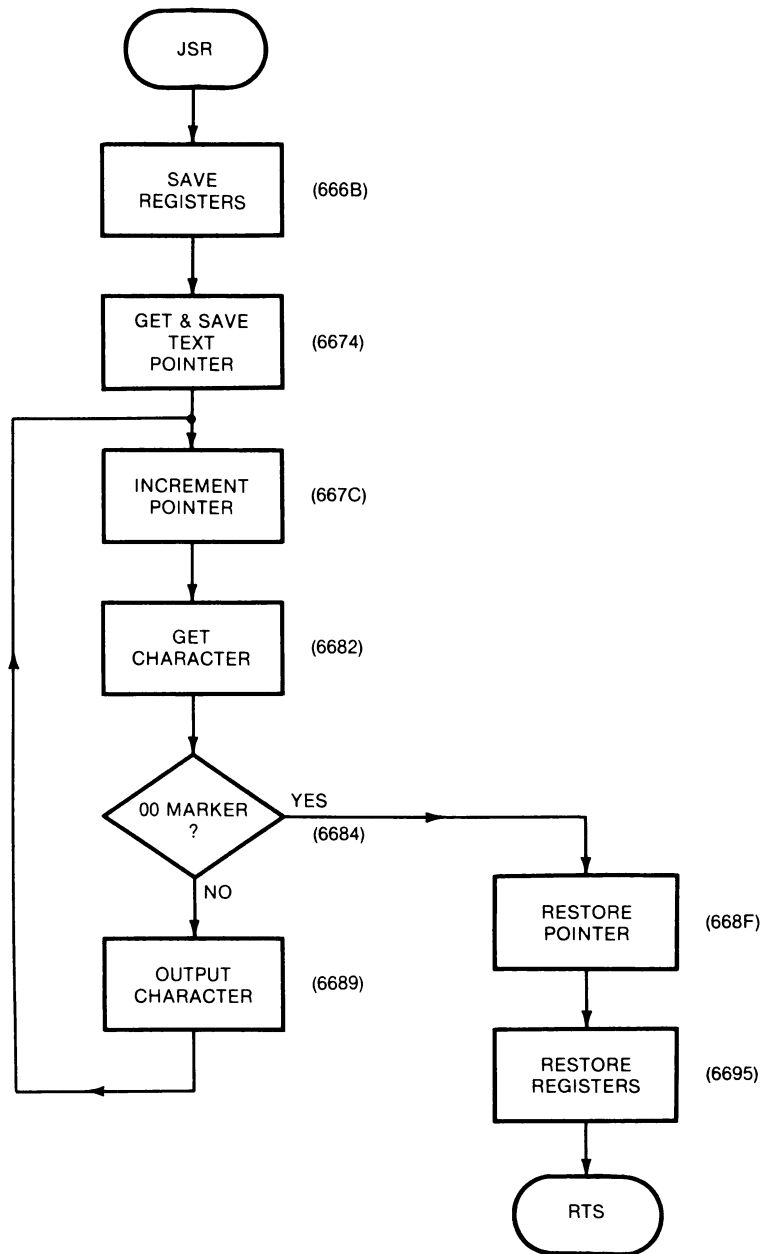 JSR
SAVE
REGISTERS
(666B)
GET & SAVE
TEXT
POINTER
(6674)
INCREMENT
POINTER
(667C)
GET
CHARACTER
(6682)
00 MARKER
?
YES
(6684)
NO
OUTPUT
CHARACTER
(6689)
RESTORE
POINTER
(668F)
RESTORE
REGISTERS
(6695)
RTS